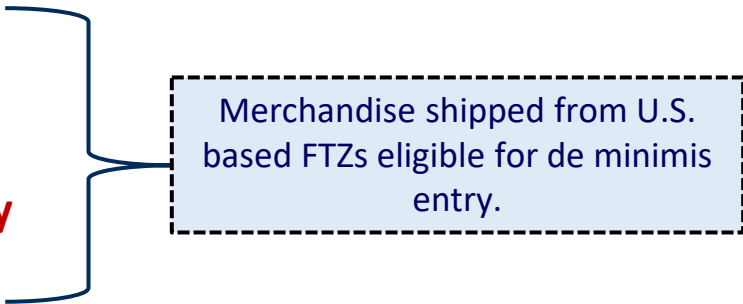 Merchandise shipped from U.S.
based FTZs eligible for de minimis
entry.
y